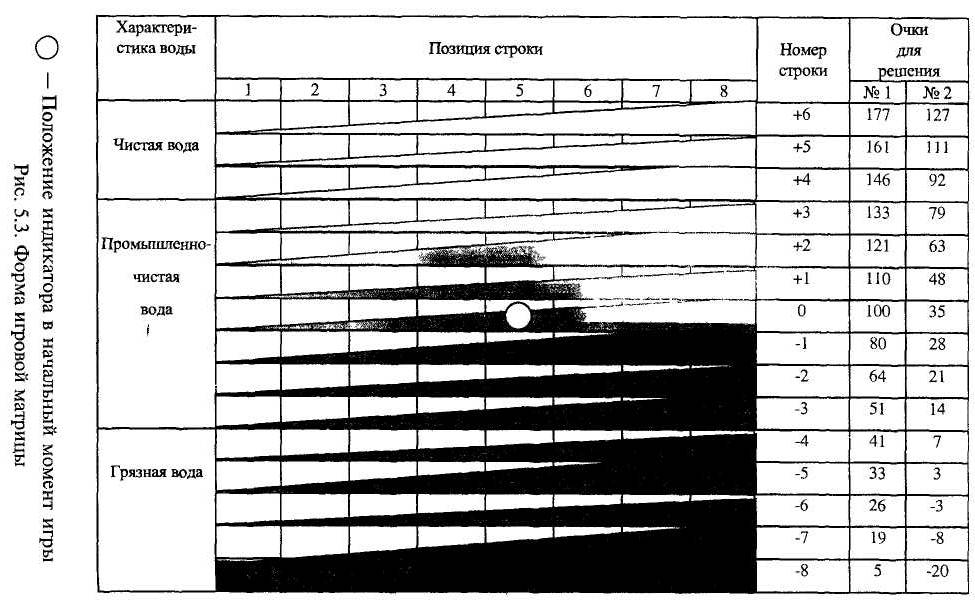 Характери-
стика воды
Позиция строки
Номер
строки
Очки
для
решения
1 2 3 4 5 6 7 8
№ 1 № 2
Чистая вода
+6 177 127
+5 161 111
+4 146 92
Промышленно-
чистая
вода
+3 133 79
+2 121 63
+1 110 48
0 100 35
-1 80 28
-2 64 21
-3 51 14
Грязная вода
-4 41 7
-5 33 3
-6 26 -3
-7 19 -8
-8 5 -20
— Положение индикатора в начальный момент игры
Рис. 5.3. Форма игровой матрицы